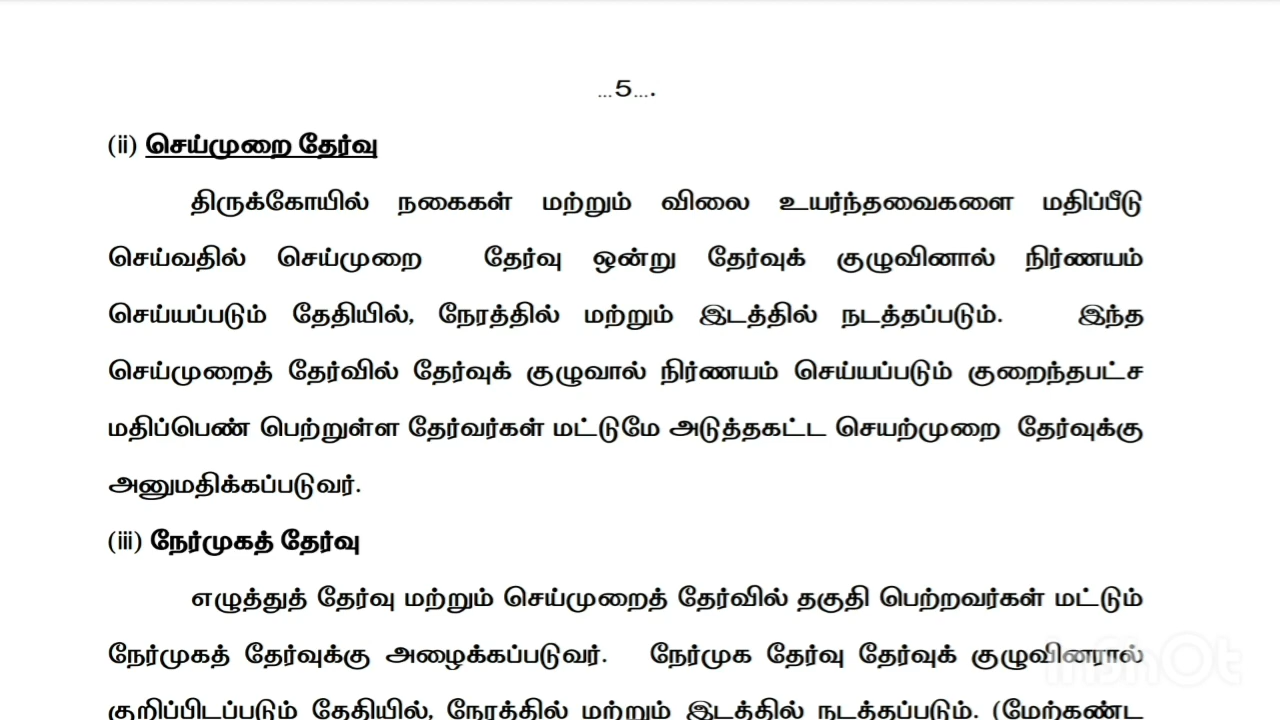 ...5....
(ii) செய்முறை தேர்வு
திருக்கோயில் நகைகள் மற்றும் விலை உயர்ந்தவைகளை மதிப்பீடு
செய்வதில் செய்முறை தேர்வு ஒன்று தேர்வுக் குழுவினால் நிர்ணயம்
செய்யப்படும் தேதியில், நேரத்தில் மற்றும் இடத்தில் நடத்தப்படும். இந்த
செய்முறைத் தேர்வில் தேர்வுக் குழுவால் நிர்ணயம் செய்யப்படும் குறைந்தபட்ச
மதிப்பெண் பெற்றுள்ள தேர்வர்கள் மட்டுமே அடுத்தகட்ட செயற்முறை தேர்வுக்கு
அனுமதிக்கப்படுவர்.
(iii) நேர்முகத் தேர்வு
எழுத்துத் தேர்வு மற்றும் செய்முறைத் தேர்வில் தகுதி பெற்றவர்கள் மட்டும்
நேர்முகத் தேர்வுக்கு அழைக்கப்படுவர். நேர்முக தேர்வு தேர்வுக் குழுவினரால்
குறிப்பிடப்படும் தேதியில், நேரத்தில் மற்றும் இடத்தில் நடத்தப்படும். (மேற்கண்ட
InShOt